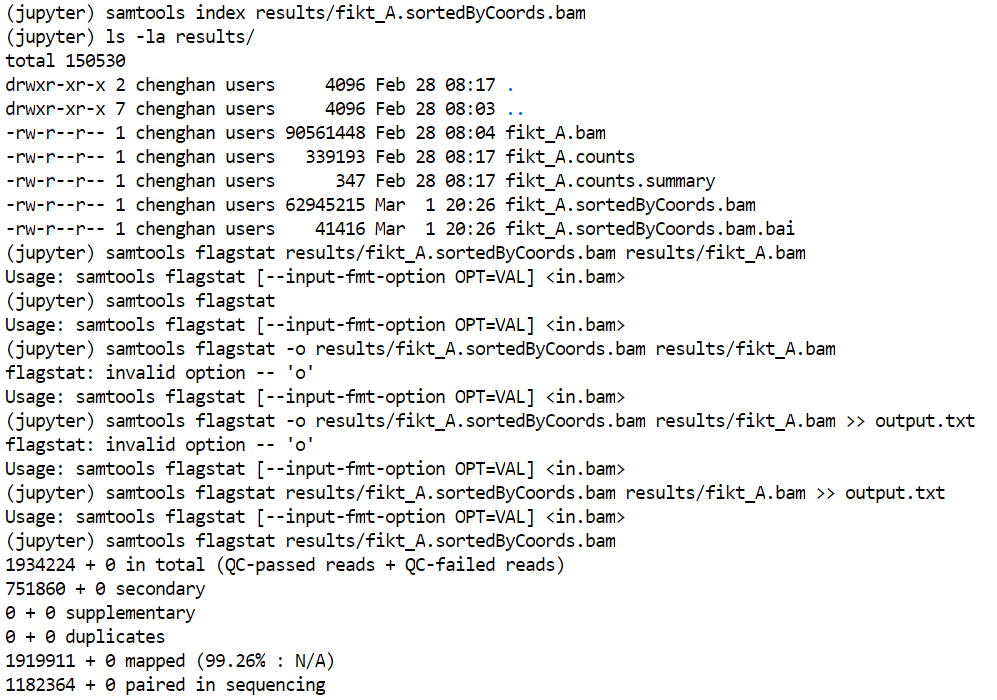 (jupyter) samtools index results/fikt_A.sortedByCoords.bam
(jupyter) ls -la results/
total 150530
drwxr-xr-x 2 chenghan users     4096 Feb 28 08:17 .
drwxr-xr-x 7 chenghan users     4096 Feb 28 08:03 ..
-rw-r--r-- 1 chenghan users 90561448 Feb 28 08:04 fikt_A.bam
-rw-r--r-- 1 chenghan users   339193 Feb 28 08:17 fikt_A.counts
-rw-r--r-- 1 chenghan users      347 Feb 28 08:17 fikt_A.counts.summary
-rw-r--r-- 1 chenghan users 62945215 Mar  1 20:26 fikt_A.sortedByCoords.bam
-rw-r--r-- 1 chenghan users    41416 Mar  1 20:26 fikt_A.sortedByCoords.bam.bai
(jupyter) samtools flagstat results/fikt_A.sortedByCoords.bam results/fikt_A.bam
Usage: samtools flagstat [--input-fmt-option OPT=VAL] <in.bam>
(jupyter) samtools flagstat
Usage: samtools flagstat [--input-fmt-option OPT=VAL] <in.bam>
(jupyter) samtools flagstat -o results/fikt_A.sortedByCoords.bam results/fikt_A.bam
flagstat: invalid option -- 'o'
Usage: samtools flagstat [--input-fmt-option OPT=VAL] <in.bam>
(jupyter) samtools flagstat -o results/fikt_A.sortedByCoords.bam results/fikt_A.bam >> output.txt
flagstat: invalid option -- 'o'
Usage: samtools flagstat [--input-fmt-option OPT=VAL] <in.bam>
(jupyter) samtools flagstat results/fikt_A.sortedByCoords.bam results/fikt_A.bam >> output.txt
Usage: samtools flagstat [--input-fmt-option OPT=VAL] <in.bam>
(jupyter) samtools flagstat results/fikt_A.sortedByCoords.bam
1934224 + 0 in total (QC-passed reads + QC-failed reads)
751860 + 0 secondary
0 + 0 supplementary
0 + 0 duplicates
1919911 + 0 mapped (99.26% : N/A)
1182364 + 0 paired in sequencing